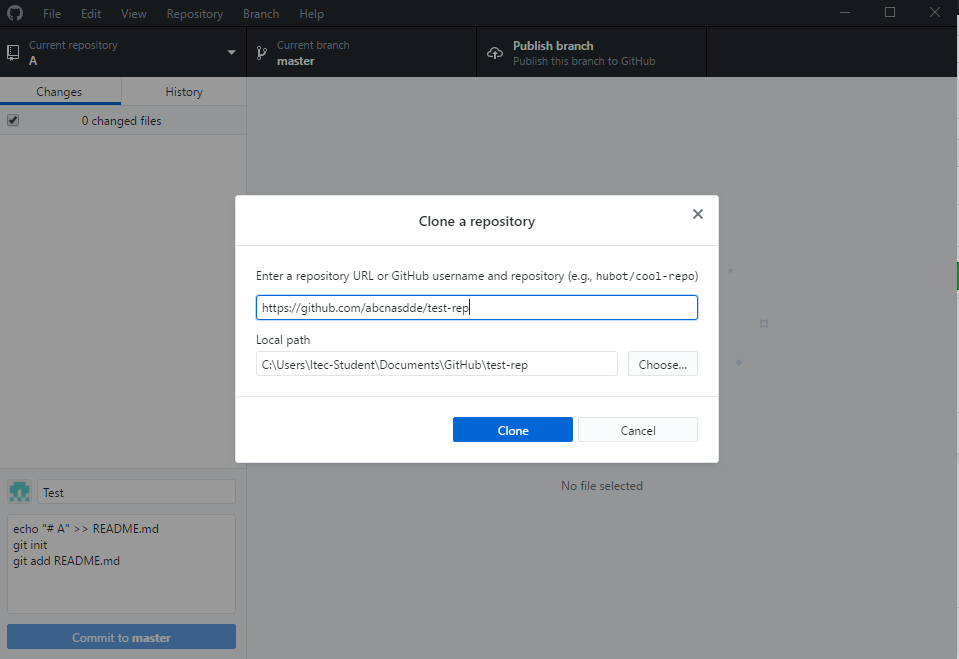 File Edit View Repository Branch Help
Current repository
A
Current branch
master
Publish branch
Publish this branch to GitHub
Changes History
0 changed files
Clone a repository
Enter a repository URL or GitHub username and repository (e.g., hubot/cool-repo)
https://github.com/abcnasdde/test-rep
Local path
C:\Users\Itec-Student\Documents\GitHub\test-rep
Choose...
Clone Cancel
No file selected
Test
echo "# A" >> README.md
git init
git add README.md
Commit to master